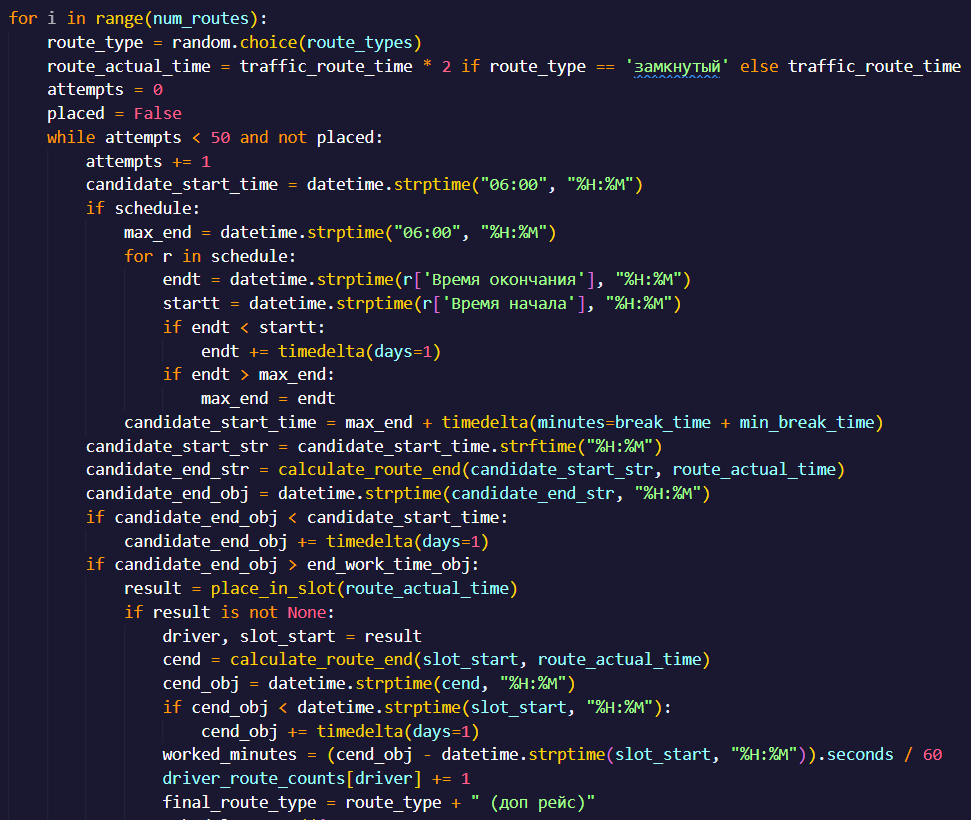 for i in range(num_routes):
    route_type = random.choice(route_types)
    route_actual_time = traffic_route_time * 2 if route_type == 'замкнутый' else traffic_route_time
    attempts = 0
    placed = False
    while attempts < 50 and not placed:
        attempts += 1
        candidate_start_time = datetime.strptime("06:00", "%H:%M")
        if schedule:
            max_end = datetime.strptime("06:00", "%H:%M")
            for r in schedule:
                endt = datetime.strptime(r['Время окончания'], "%H:%M")
                startt = datetime.strptime(r['Время начала'], "%H:%M")
                if endt < startt:
                    endt += timedelta(days=1)
                if endt > max_end:
                    max_end = endt
            candidate_start_time = max_end + timedelta(minutes=break_time + min_break_time)
        candidate_start_str = candidate_start_time.strftime("%H:%M")
        candidate_end_str = calculate_route_end(candidate_start_str, route_actual_time)
        candidate_end_obj = datetime.strptime(candidate_end_str, "%H:%M")
        if candidate_end_obj < candidate_start_time:
            candidate_end_obj += timedelta(days=1)
        if candidate_end_obj > end_work_time_obj:
            result = place_in_slot(route_actual_time)
            if result is not None:
                driver, slot_start = result
                cend = calculate_route_end(slot_start, route_actual_time)
                cend_obj = datetime.strptime(cend, "%H:%M")
                if cend_obj < datetime.strptime(slot_start, "%H:%M"):
                    cend_obj += timedelta(days=1)
                worked_minutes = (cend_obj - datetime.strptime(slot_start, "%H:%M")).seconds / 60
                driver_route_counts[driver] += 1
                final_route_type = route_type + " (доп рейс)"